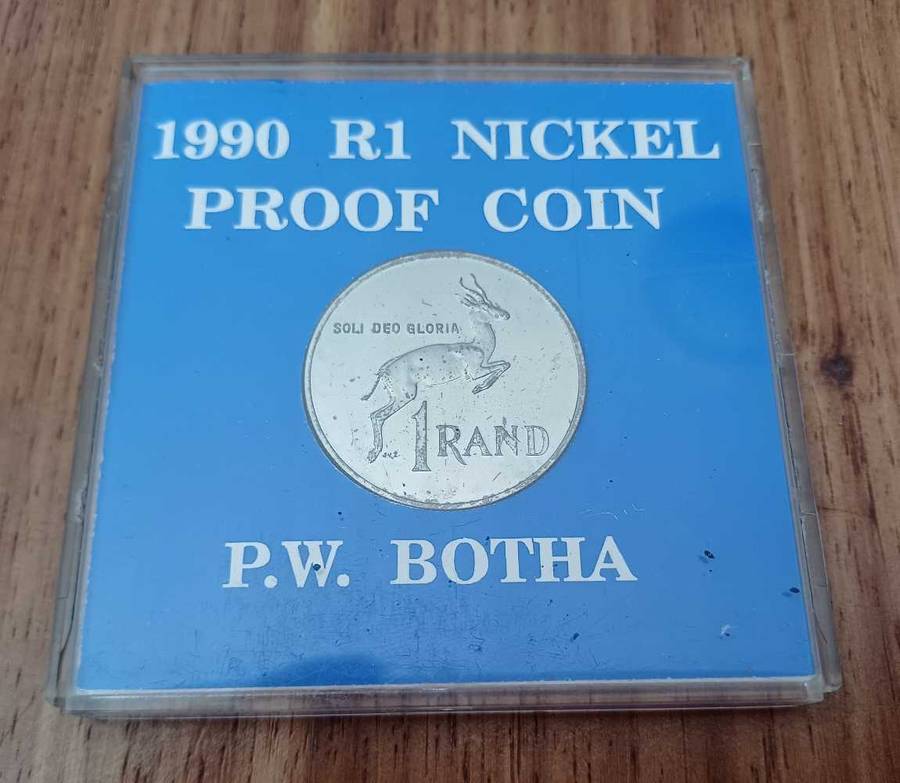 1990 R1 NICKEL
PROOF COIN
SOLI DEO GLORIA
1 RAND
P.W. BOTHA